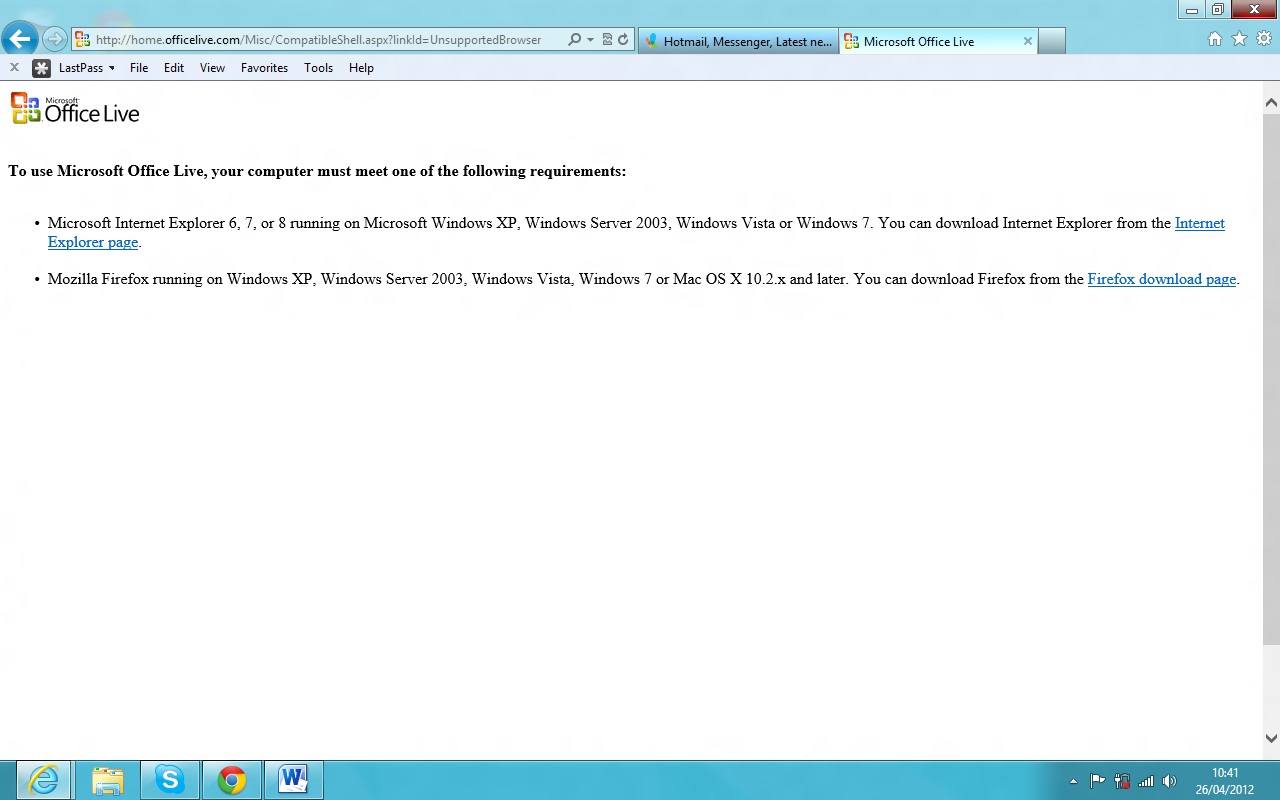 http://home.officelive.com/Misc/CompatibleShell.aspx?linkId=UnsupportedBrowser
Hotmail, Messenger, Latest ne...
Microsoft Office Live
LastPass
File
Edit
View
Favorites
Tools
Help
Microsoft
Office Live
To use Microsoft Office Live, your computer must meet one of the following requirements:
• Microsoft Internet Explorer 6, 7, or 8 running on Microsoft Windows XP, Windows Server 2003, Windows Vista or Windows 7. You can download Internet Explorer from the Internet
Explorer page.
• Mozilla Firefox running on Windows XP, Windows Server 2003, Windows Vista, Windows 7 or Mac OS X 10.2.x and later. You can download Firefox from the Firefox download page.
10:41
26/04/2012